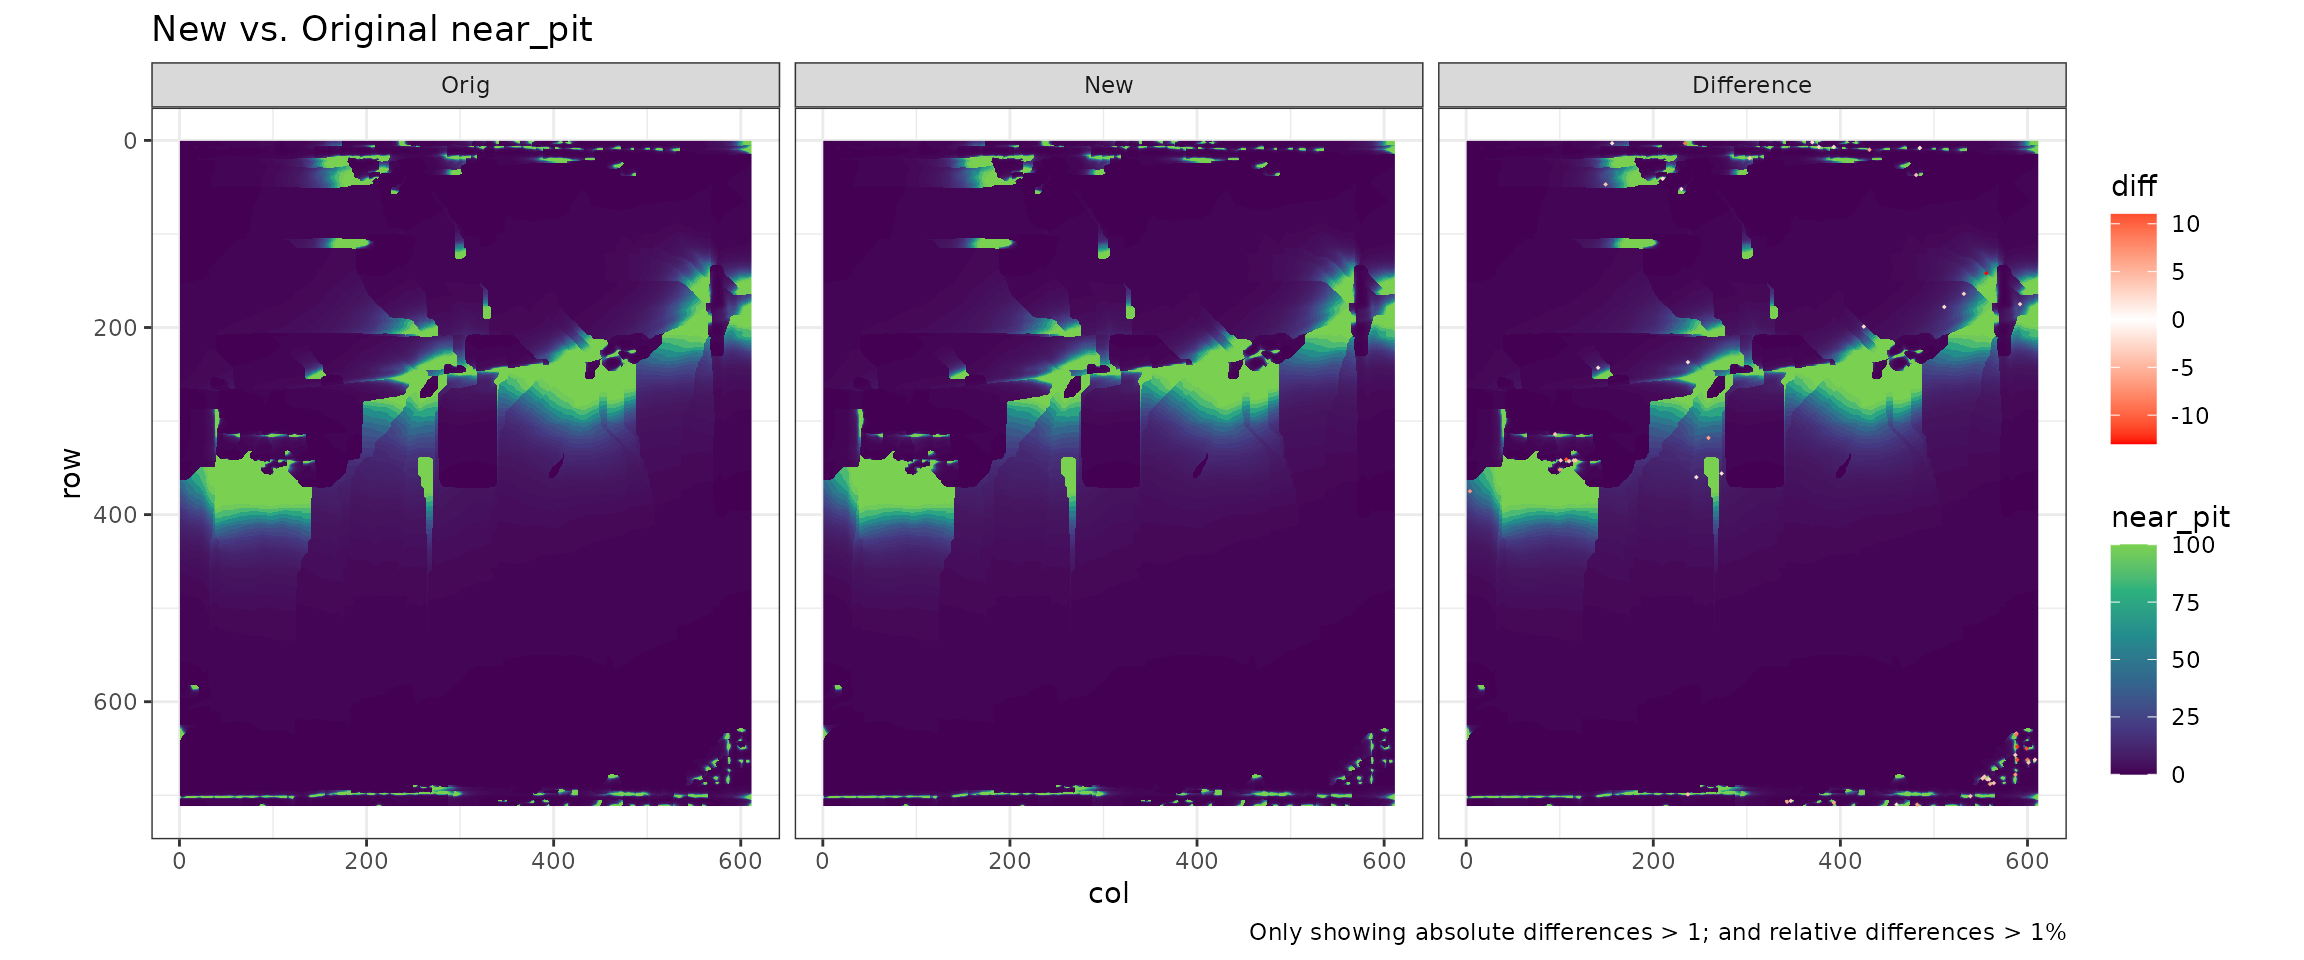 New vs. Original near_pit
Orig
New
Difference
0
200
400
600
row
0
200
400
600
0
200
400
600
0
200
400
600
col
diff
10
5
0
-5
-10
near_pit
100
75
50
25
0
Only showing absolute differences > 1; and relative differences > 1%